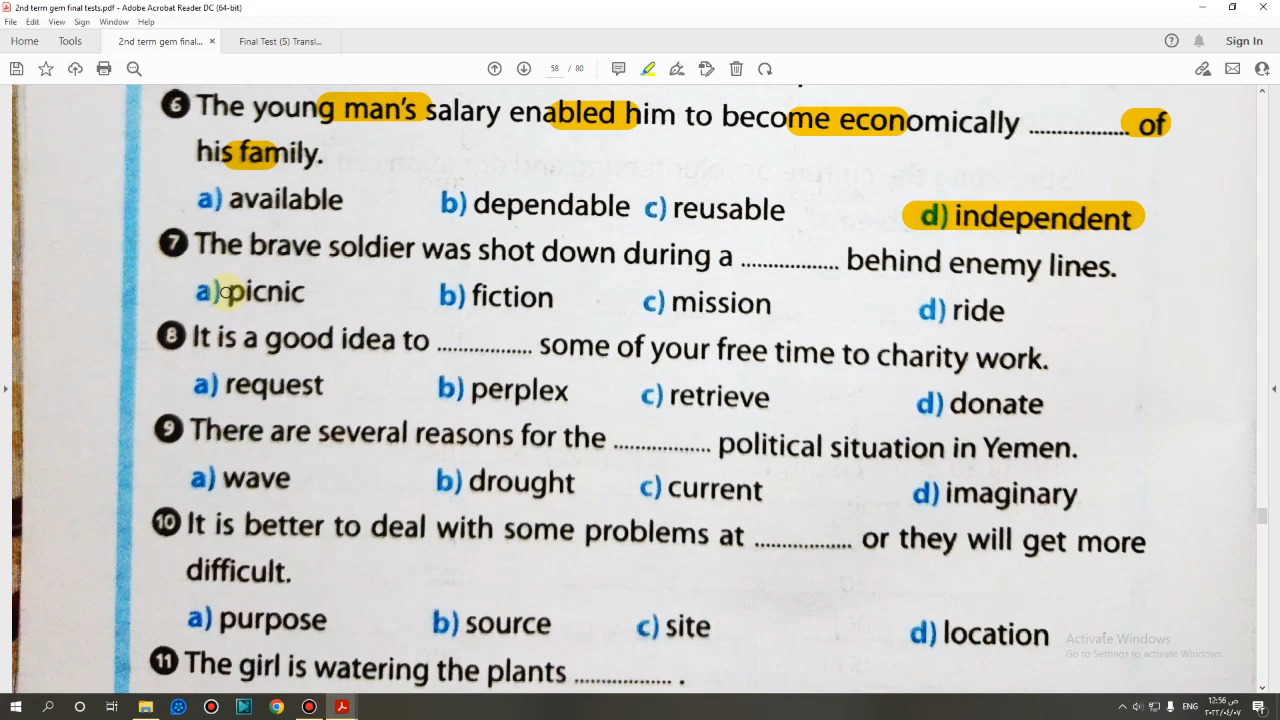 2nd term gem final tests.pdf - Adobe Acrobat Reader DC (64-bit)
File Edit View Sign Window Help
Home Tools 2nd term gem final... × Final Test (5) Transl... Sign In
58 / 80
6 The young man's salary enabled him to become economically .................. of
his family.
a) available b) dependable c) reusable d) independent
7 The brave soldier was shot down during a .................. behind enemy lines.
a) picnic b) fiction c) mission d) ride
8 It is a good idea to .................. some of your free time to charity work.
a) request b) perplex c) retrieve d) donate
9 There are several reasons for the .................. political situation in Yemen.
a) wave b) drought c) current d) imaginary
10 It is better to deal with some problems at .................. or they will get more
difficult.
a) purpose b) source c) site d) location
Activate Windows
Go to Settings to activate Windows.
11 The girl is watering the plants .................. .
ENG
12:56 ص
٢٠٢٢/٠٤/٠٧